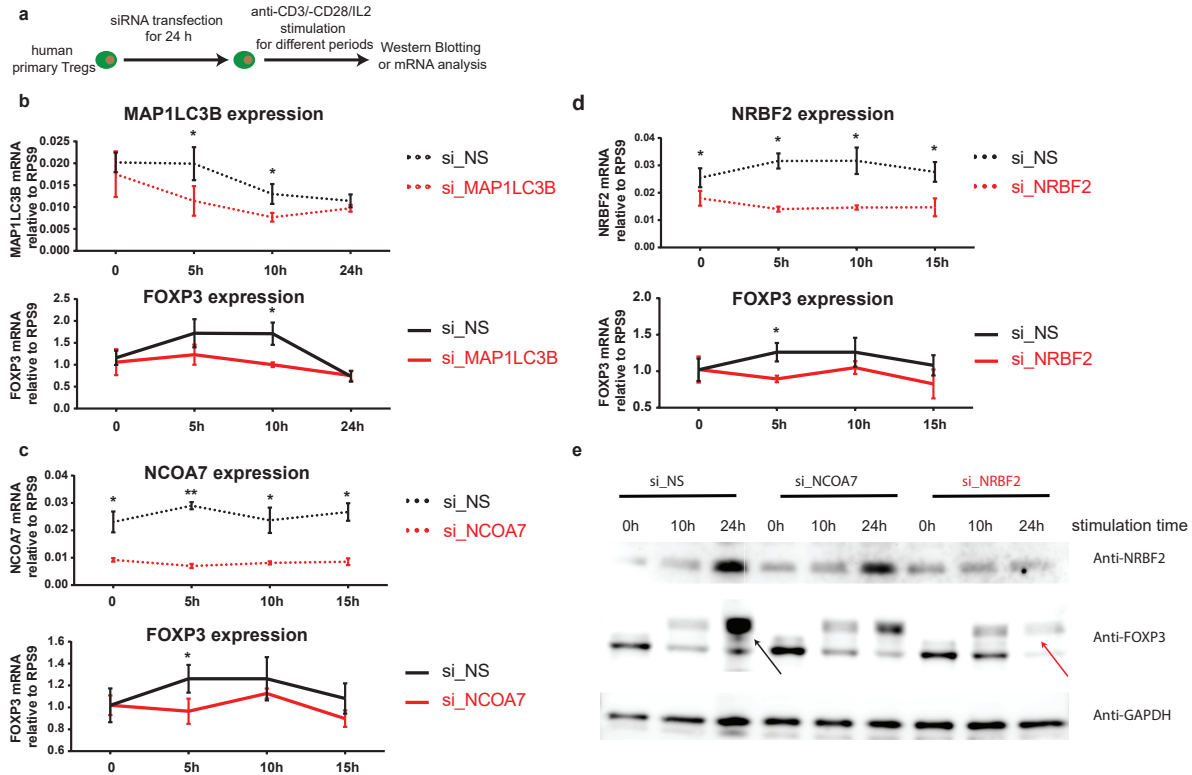 a
human
primary Tregs
siRNA transfection
for 24 h
anti-CD3/-CD28/IL2
stimulation
for different periods
Western Blotting
or mRNA analysis
b
MAP1LC3B expression
MAP1LC3B mRNA
relative to RPS9
0.025
0.020
0.015
0.010
0.005
0.000
0 5h 10h 24h
* *
si_NS
si_MAP1LC3B
FOXP3 expression
FOXP3 mRNA
relative to RPS9
2.5
2.0
1.5
1.0
0.5
0.0
0 5h 10h 24h
*
si_NS
si_MAP1LC3B
c
NCOA7 expression
NCOA7 mRNA
relative to RPS9
0.04
0.03
0.02
0.01
0.00
0 5h 10h 15h
* ** * *
si_NS
si_NCOA7
FOXP3 expression
FOXP3 mRNA
relative to RPS9
1.6
1.4
1.2
1.0
0.8
0.6
0 5h 10h 15h
*
si_NS
si_NCOA7
d
NRBF2 expression
NRBF2 mRNA
relative to RPS9
0.04
0.03
0.02
0.01
0.00
0 5h 10h 15h
* * * *
si_NS
si_NRBF2
FOXP3 expression
FOXP3 mRNA
relative to RPS9
2.0
1.5
1.0
0.5
0 5h 10h 15h
*
si_NS
si_NRBF2
e
si_NS si_NCOA7 si_NRBF2
0h 10h 24h 0h 10h 24h 0h 10h 24h stimulation time
Anti-NRBF2
Anti-FOXP3
Anti-GAPDH